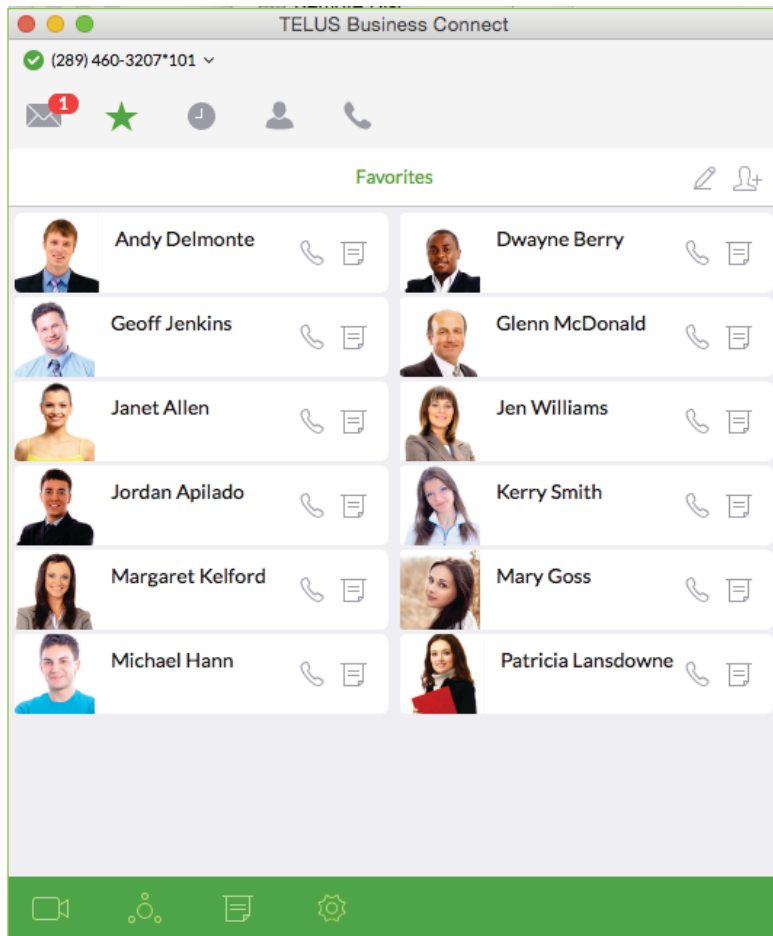 TELUS Business Connect
(289) 460-3207*101
1
Favorites
Andy Delmonte
Dwayne Berry
Geoff Jenkins
Glenn McDonald
Janet Allen
Jen Williams
Jordan Apilado
Kerry Smith
Margaret Kelford
Mary Goss
Michael Hann
Patricia Lansdowne